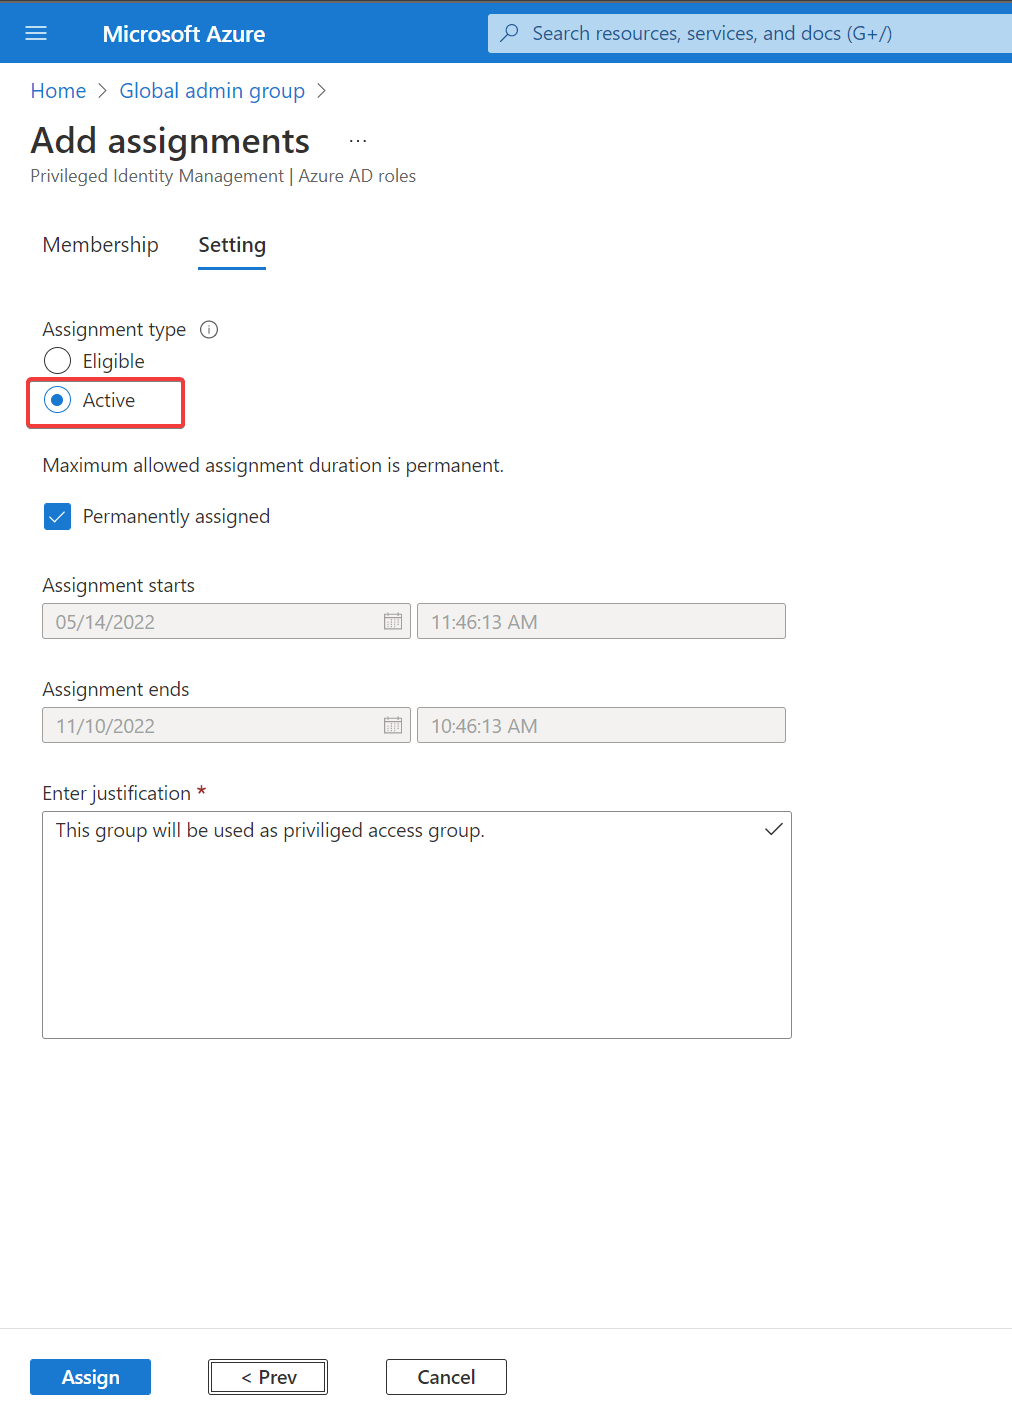 Microsoft Azure
Search resources, services, and docs (G+/)
Home > Global admin group >
Add assignments ...
Privileged Identity Management | Azure AD roles
Membership Setting
Assignment type
Eligible
Active
Maximum allowed assignment duration is permanent.
Permanently assigned
Assignment starts
05/14/2022 11:46:13 AM
Assignment ends
11/10/2022 10:46:13 AM
Enter justification *
This group will be used as priviliged access group.
Assign < Prev Cancel